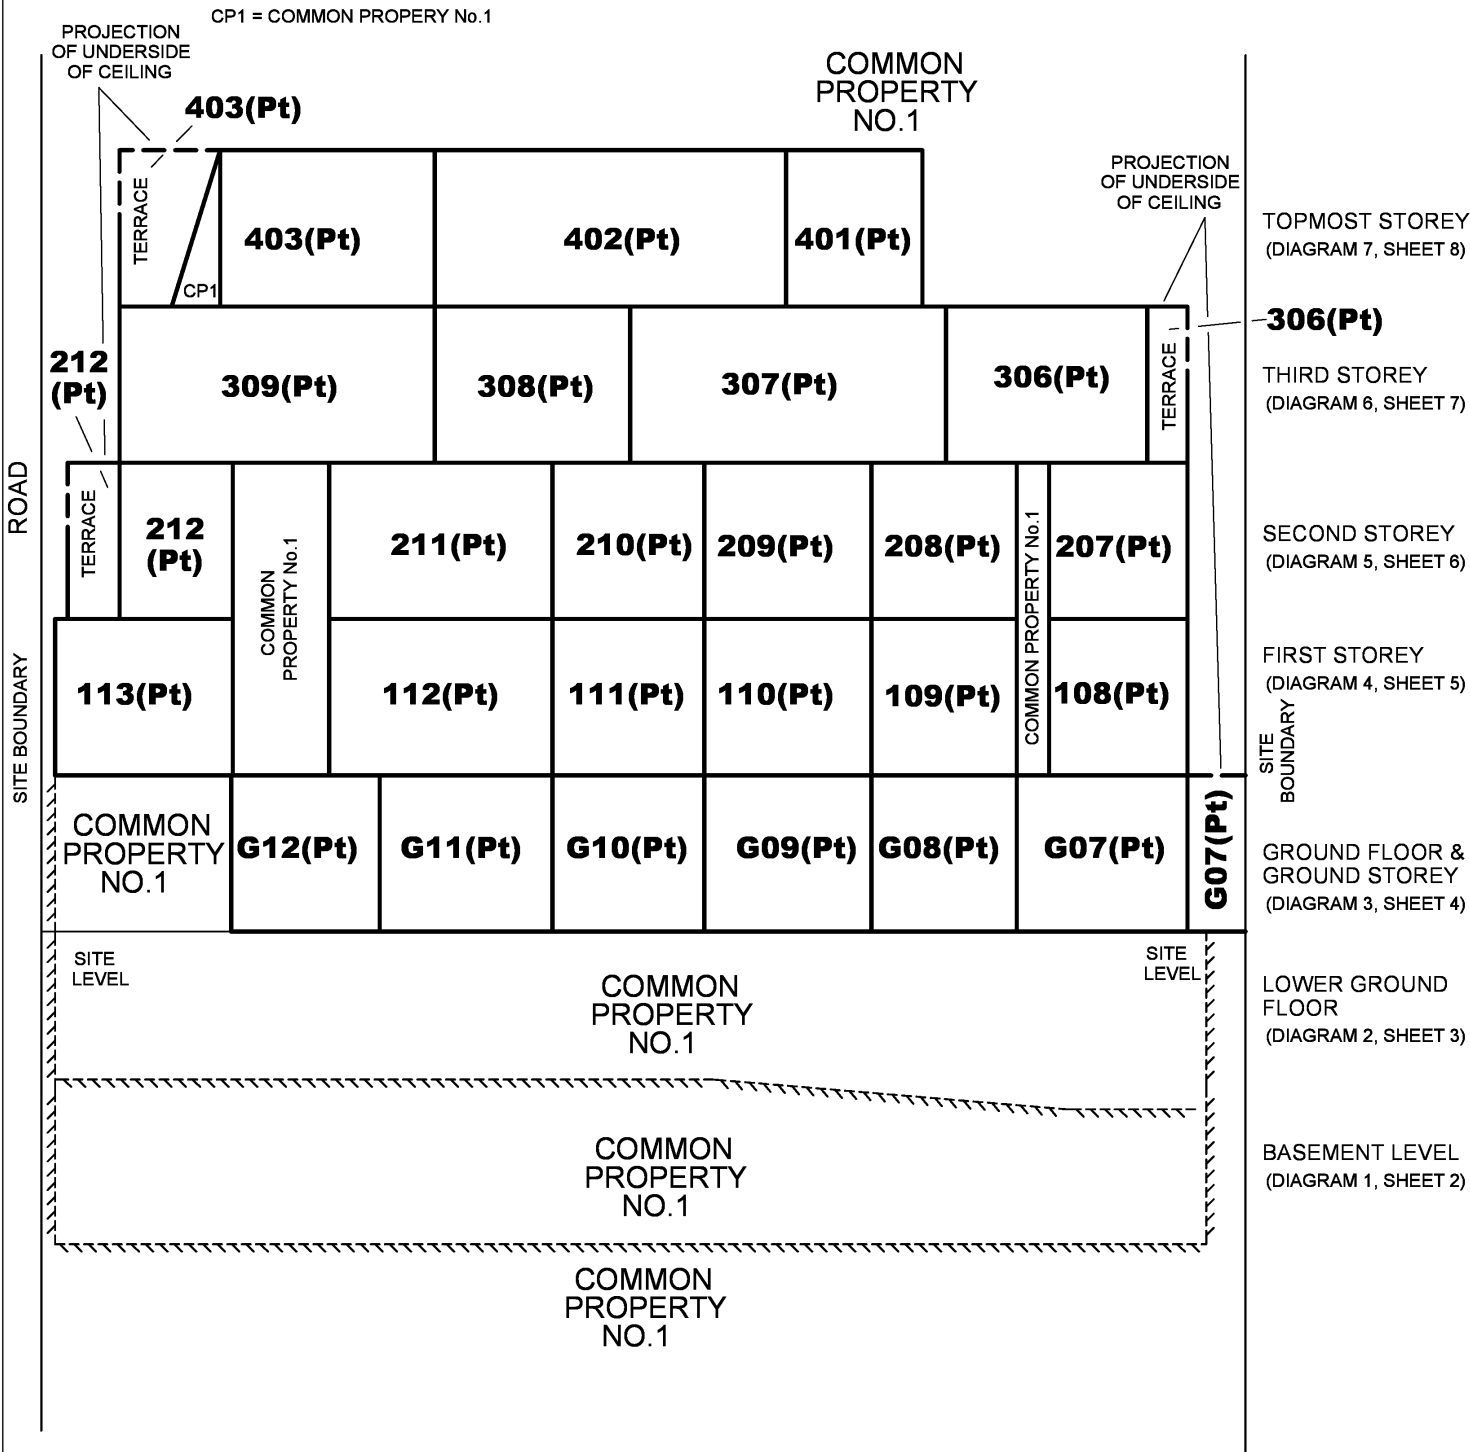 CP1 = COMMON PROPERY No.1
PROJECTION
OF UNDERSIDE
OF CEILING
403(Pt)
COMMON
PROPERTY
NO.1
PROJECTION
OF UNDERSIDE
OF CEILING
TERRACE
CP1
403(Pt)
402(Pt)
401(Pt)
TOPMOST STOREY
(DIAGRAM 7, SHEET 8)
306(Pt)
212
(Pt)
309(Pt)
308(Pt)
307(Pt)
306(Pt)
TERRACE
THIRD STOREY
(DIAGRAM 6, SHEET 7)
ROAD
TERRACE
212
(Pt)
COMMON
PROPERTY No.1
211(Pt)
210(Pt)
209(Pt)
208(Pt)
COMMON PROPERTY No.1
207(Pt)
SECOND STOREY
(DIAGRAM 5, SHEET 6)
SITE BOUNDARY
113(Pt)
112(Pt)
111(Pt)
110(Pt)
109(Pt)
108(Pt)
FIRST STOREY
(DIAGRAM 4, SHEET 5)
SITE
BOUNDARY
COMMON
PROPERTY
NO.1
G12(Pt)
G11(Pt)
G10(Pt)
G09(Pt)
G08(Pt)
G07(Pt)
G07(Pt)
GROUND FLOOR &
GROUND STOREY
(DIAGRAM 3, SHEET 4)
SITE
LEVEL
COMMON
PROPERTY
NO.1
SITE
LEVEL
LOWER GROUND
FLOOR
(DIAGRAM 2, SHEET 3)
COMMON
PROPERTY
NO.1
BASEMENT LEVEL
(DIAGRAM 1, SHEET 2)
COMMON
PROPERTY
NO.1